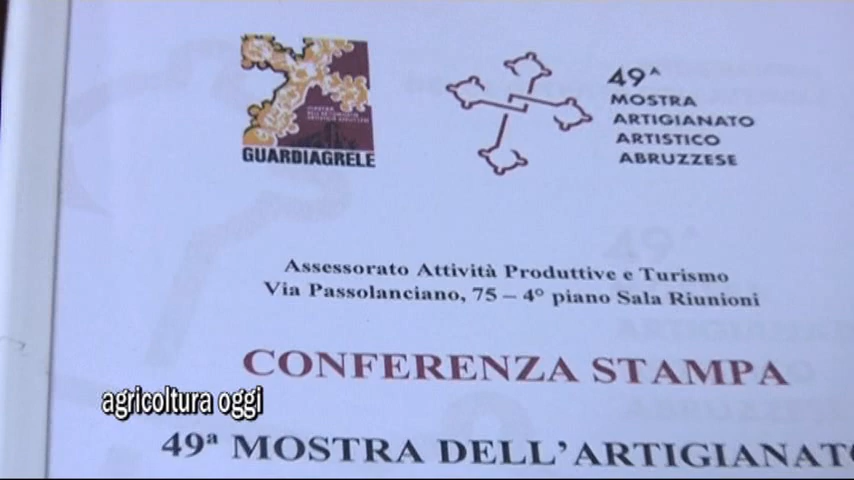 GUARDIAGRELE
49ᴬ
MOSTRA
ARTIGIANATO
ARTISTICO
ABRUZZESE
Assessorato Attività Produttive e Turismo
Via Passolanciano, 75 – 4° piano Sala Riunioni
CONFERENZA STAMPA
agricoltura oggi
49ª MOSTRA DELL'ARTIGIANATO